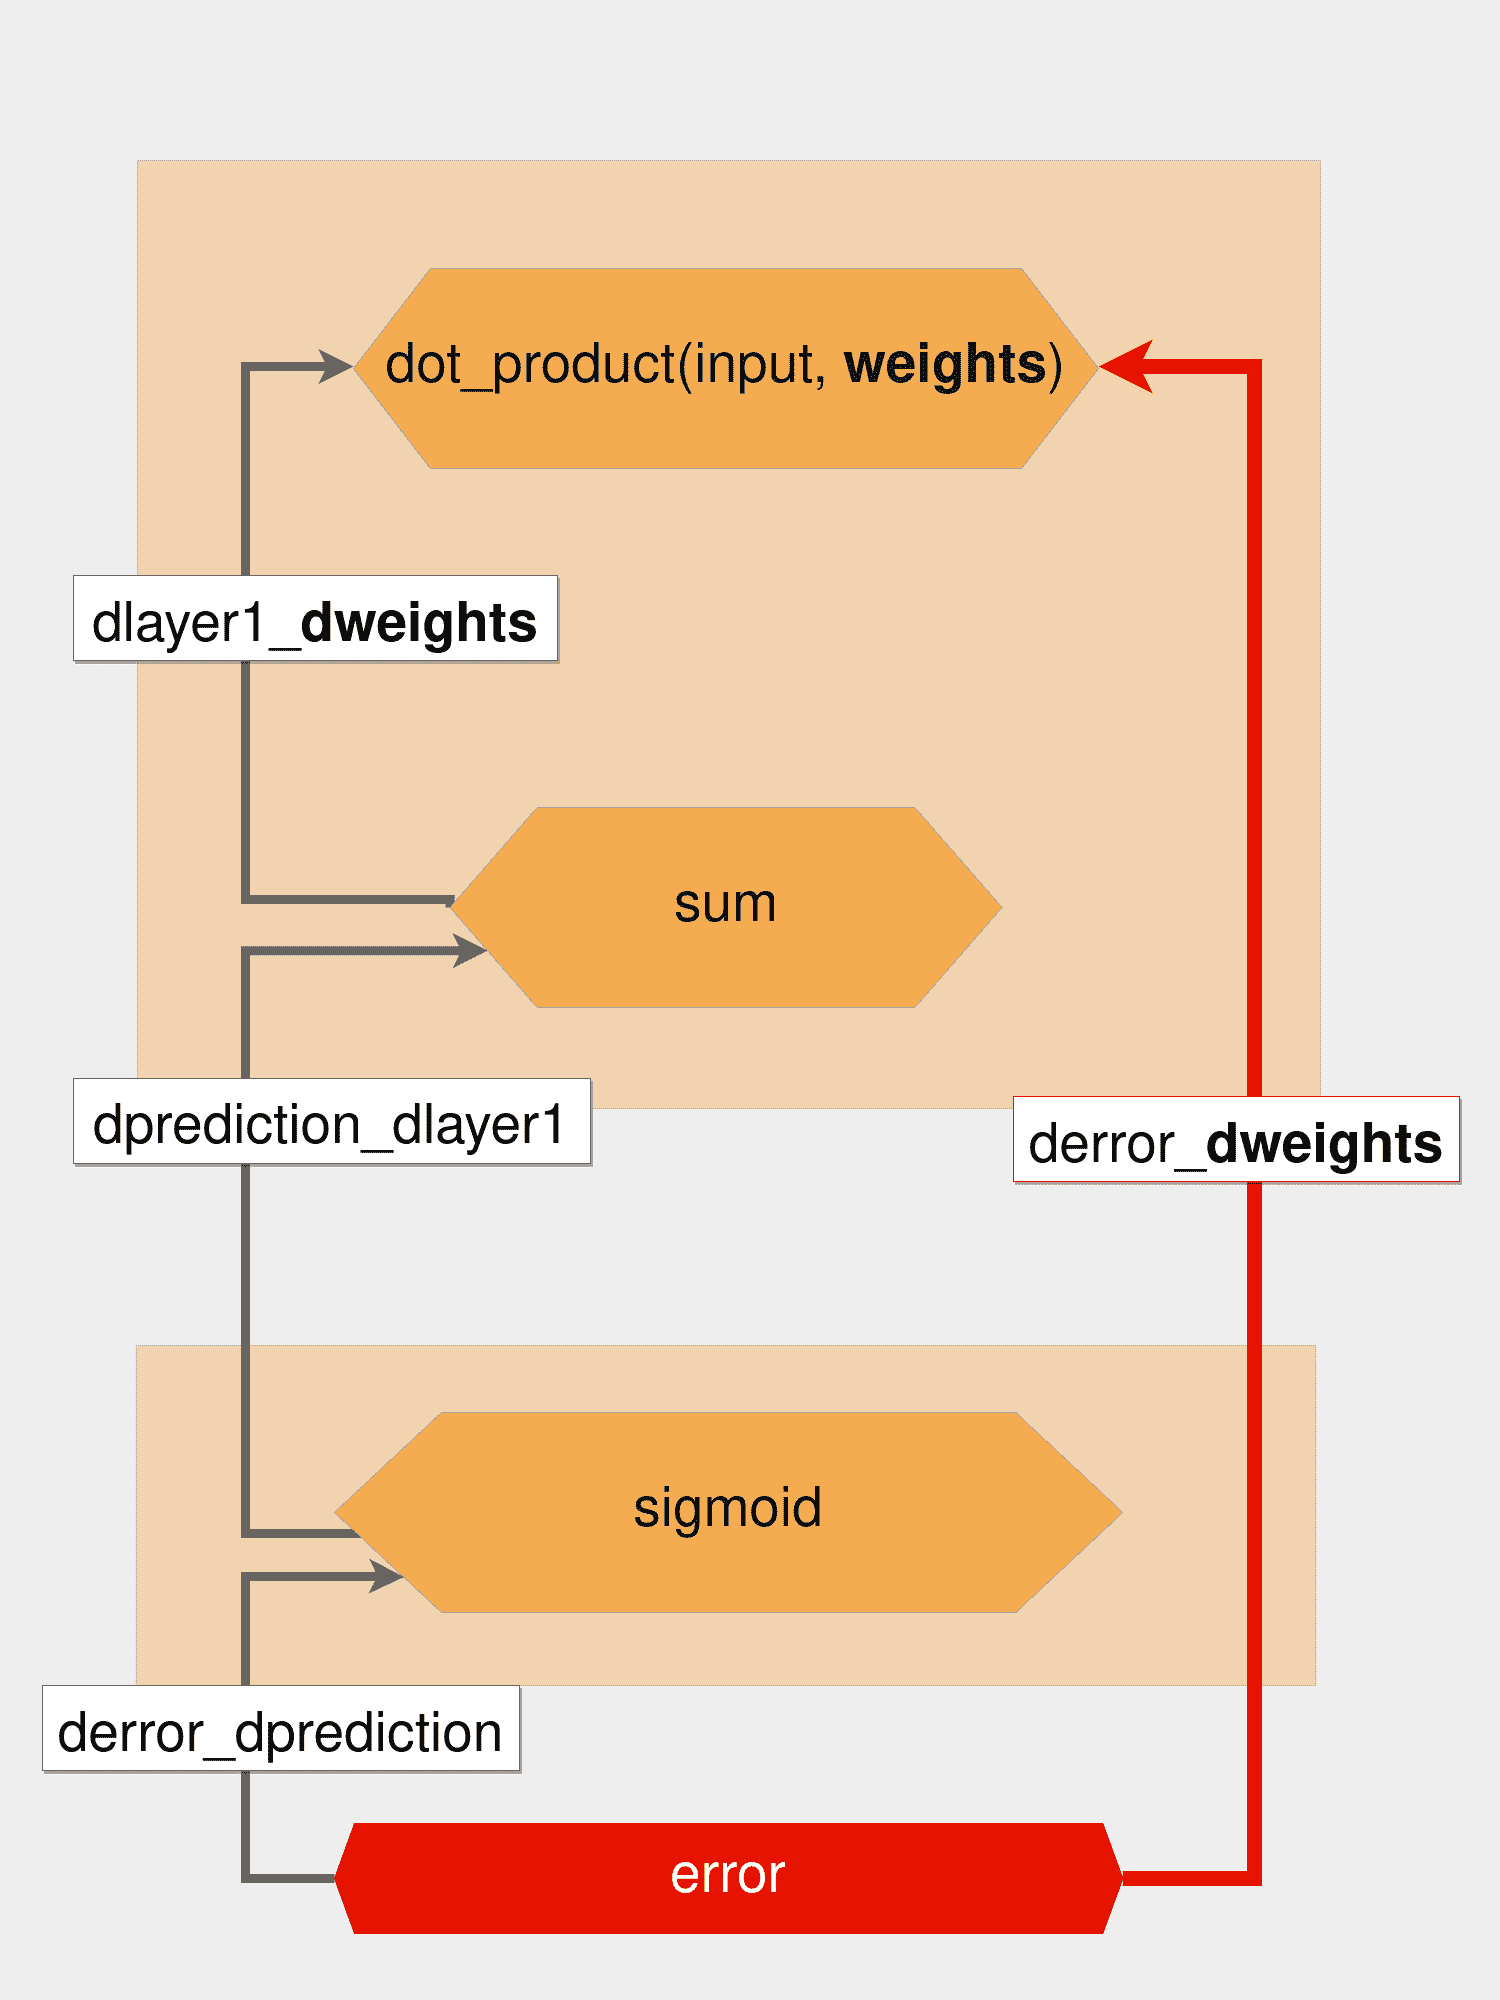 dot_product(input, weights)
dlayer1_dweights
sum
dprediction_dlayer1
derror_dweights
sigmoid
derror_dprediction
error